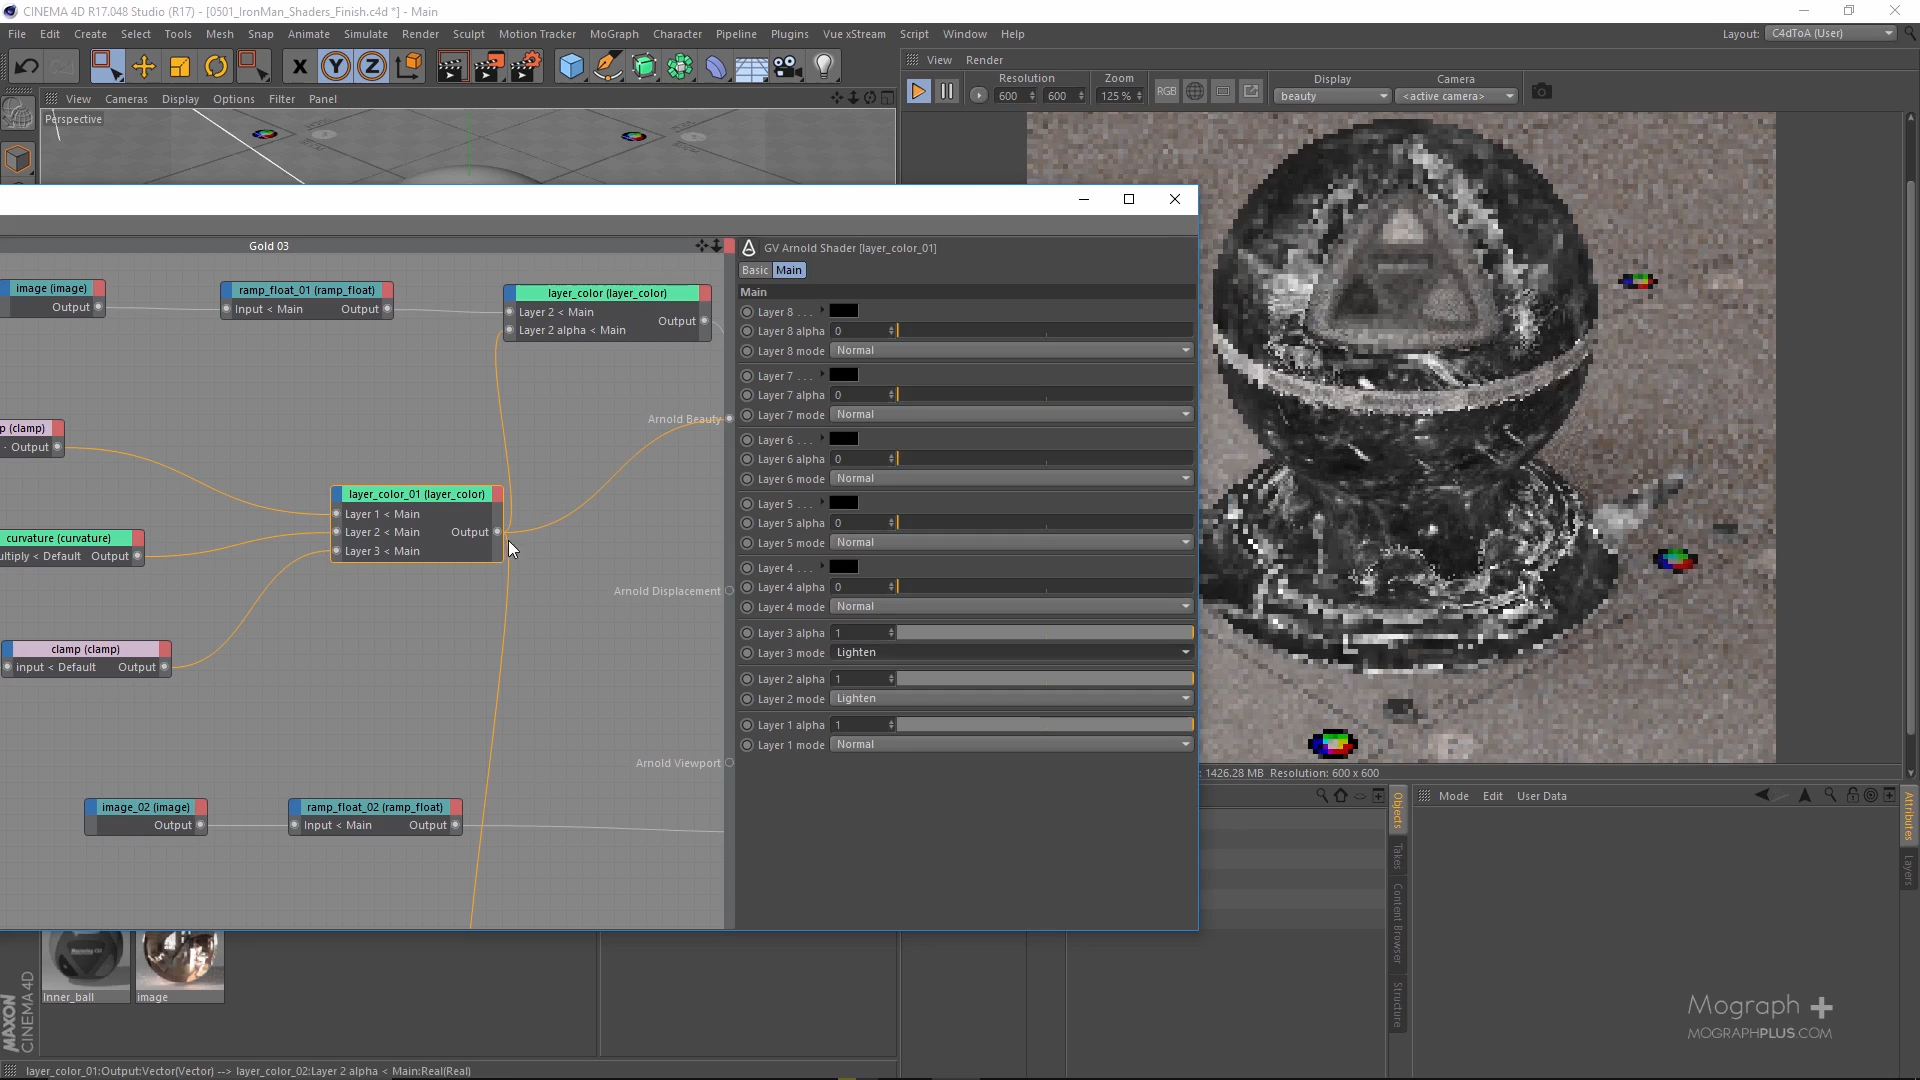 CINEMA 4D R17.048 Studio (R17) - [0501_IronMan_Shaders_Finish.c4d *] - Main
File Edit Create Select Tools Mesh Snap Animate Simulate Render Sculpt Motion Tracker MoGraph Character Pipeline Plugins Vue xStream Script Window Help
Layout: C4dToA (User)
X Y Z
View Render
Resolution Zoom Display Camera
600 600 125 % RGB beauty <active camera>
View Cameras Display Options Filter Panel
Perspective
Gold 03
image (image)
Output
ramp_float_01 (ramp_float)
Input < Main Output
layer_color (layer_color)
Layer 2 < Main
Layer 2 alpha < Main
Output
Arnold Beauty
p (clamp)
Output
layer_color_01 (layer_color)
Layer 1 < Main
Layer 2 < Main
Layer 3 < Main
Output
curvature (curvature)
ultiply < Default Output
Arnold Displacement
clamp (clamp)
input < Default Output
Arnold Viewport
image_02 (image)
Output
ramp_float_02 (ramp_float)
Input < Main Output
GV Arnold Shader [layer_color_01]
Basic Main
Main
Layer 8 . . .
Layer 8 alpha 0
Layer 8 mode Normal
Layer 7 . . .
Layer 7 alpha 0
Layer 7 mode Normal
Layer 6 . . .
Layer 6 alpha 0
Layer 6 mode Normal
Layer 5 . . .
Layer 5 alpha 0
Layer 5 mode Normal
Layer 4 . . .
Layer 4 alpha 0
Layer 4 mode Normal
Layer 3 alpha 1
Layer 3 mode Lighten
Layer 2 alpha 1
Layer 2 mode Lighten
Layer 1 alpha 1
Layer 1 mode Normal
: 1426.28 MB Resolution: 600 x 600
Mode Edit User Data
Objects
Takes
Content Browser
Structure
Attributes
Layers
Inner_ball
image
MAXON
CINEMA 4D
Mograph +
MOGRAPHPLUS.COM
layer_color_01:Output:Vector(Vector) --> layer_color_02:Layer 2 alpha < Main:Real(Real)